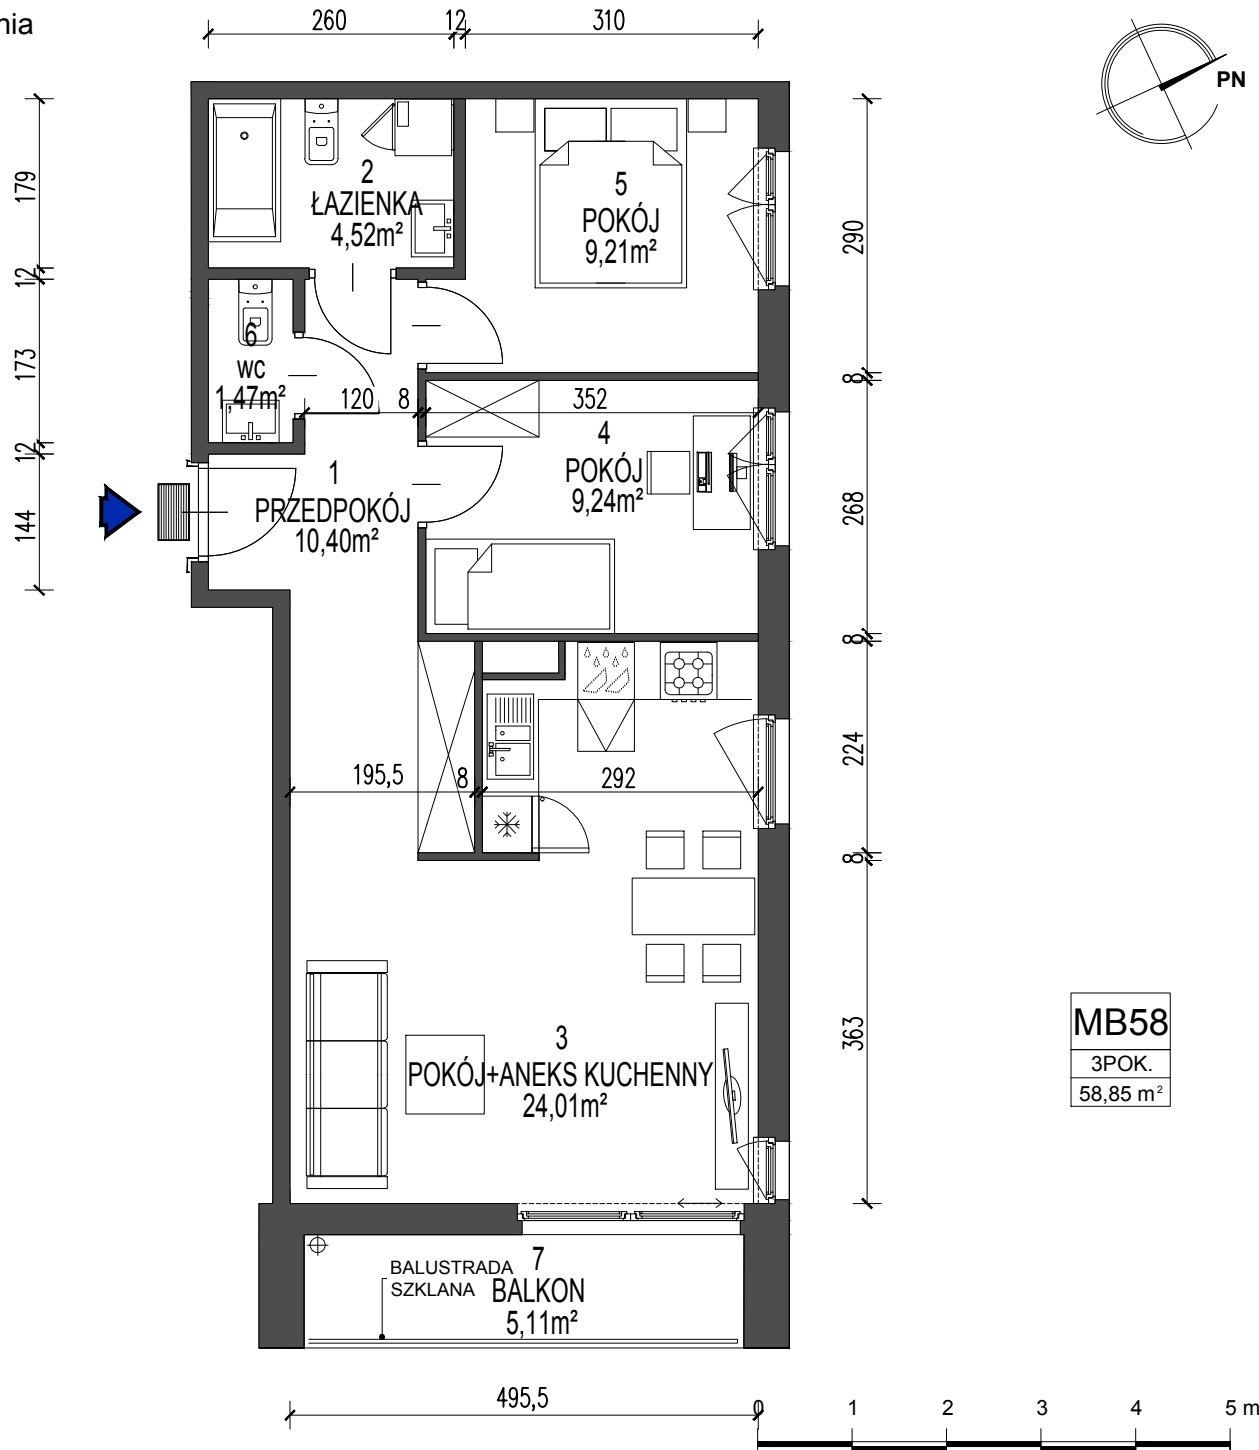 nia
260
12
310
PN
179
12
173
12
144
290
8
268
8
224
8
363
2
ŁAZIENKA
4,52m²
5
POKÓJ
9,21m²
6
wc
1,47m²
120
8
352
4
POKÓJ
9,24m²
1
PRZEDPOKÓJ
10,40m²
195,5
8
292
3
POKÓJ+ANEKS KUCHENNY
24,01m²
MB58
3POK.
58,85 m²
BALUSTRADA
SZKLANA
7
BALKON
5,11m²
495,5
0 1 2 3 4 5 m